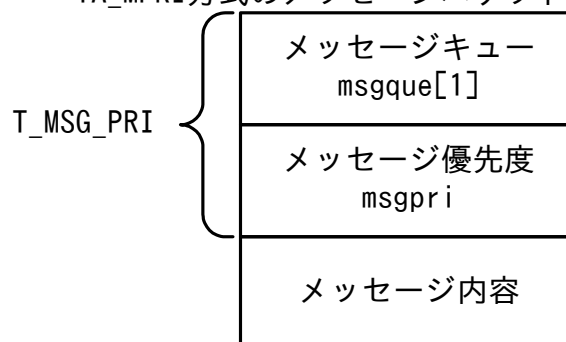 メッセージキュー
msgque[1]
T_MSG_PRI
メッセージ優先度
msgpri
メッセージ内容